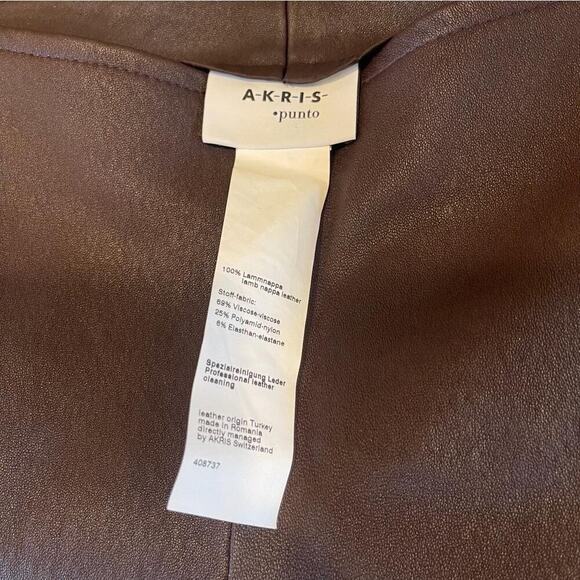 A-K-R-I-S-
•punto
100% Lammnappa
lamb nappa leather
Stoff-fabric:
69% Viscose-viscose
25% Polyamid-nylon
6% Elasthan-elastane
Spezialreinigung Leder
Professional leather
cleaning
leather origin Turkey
made in Romania
directly managed
by AKRIS Switzerland
408737